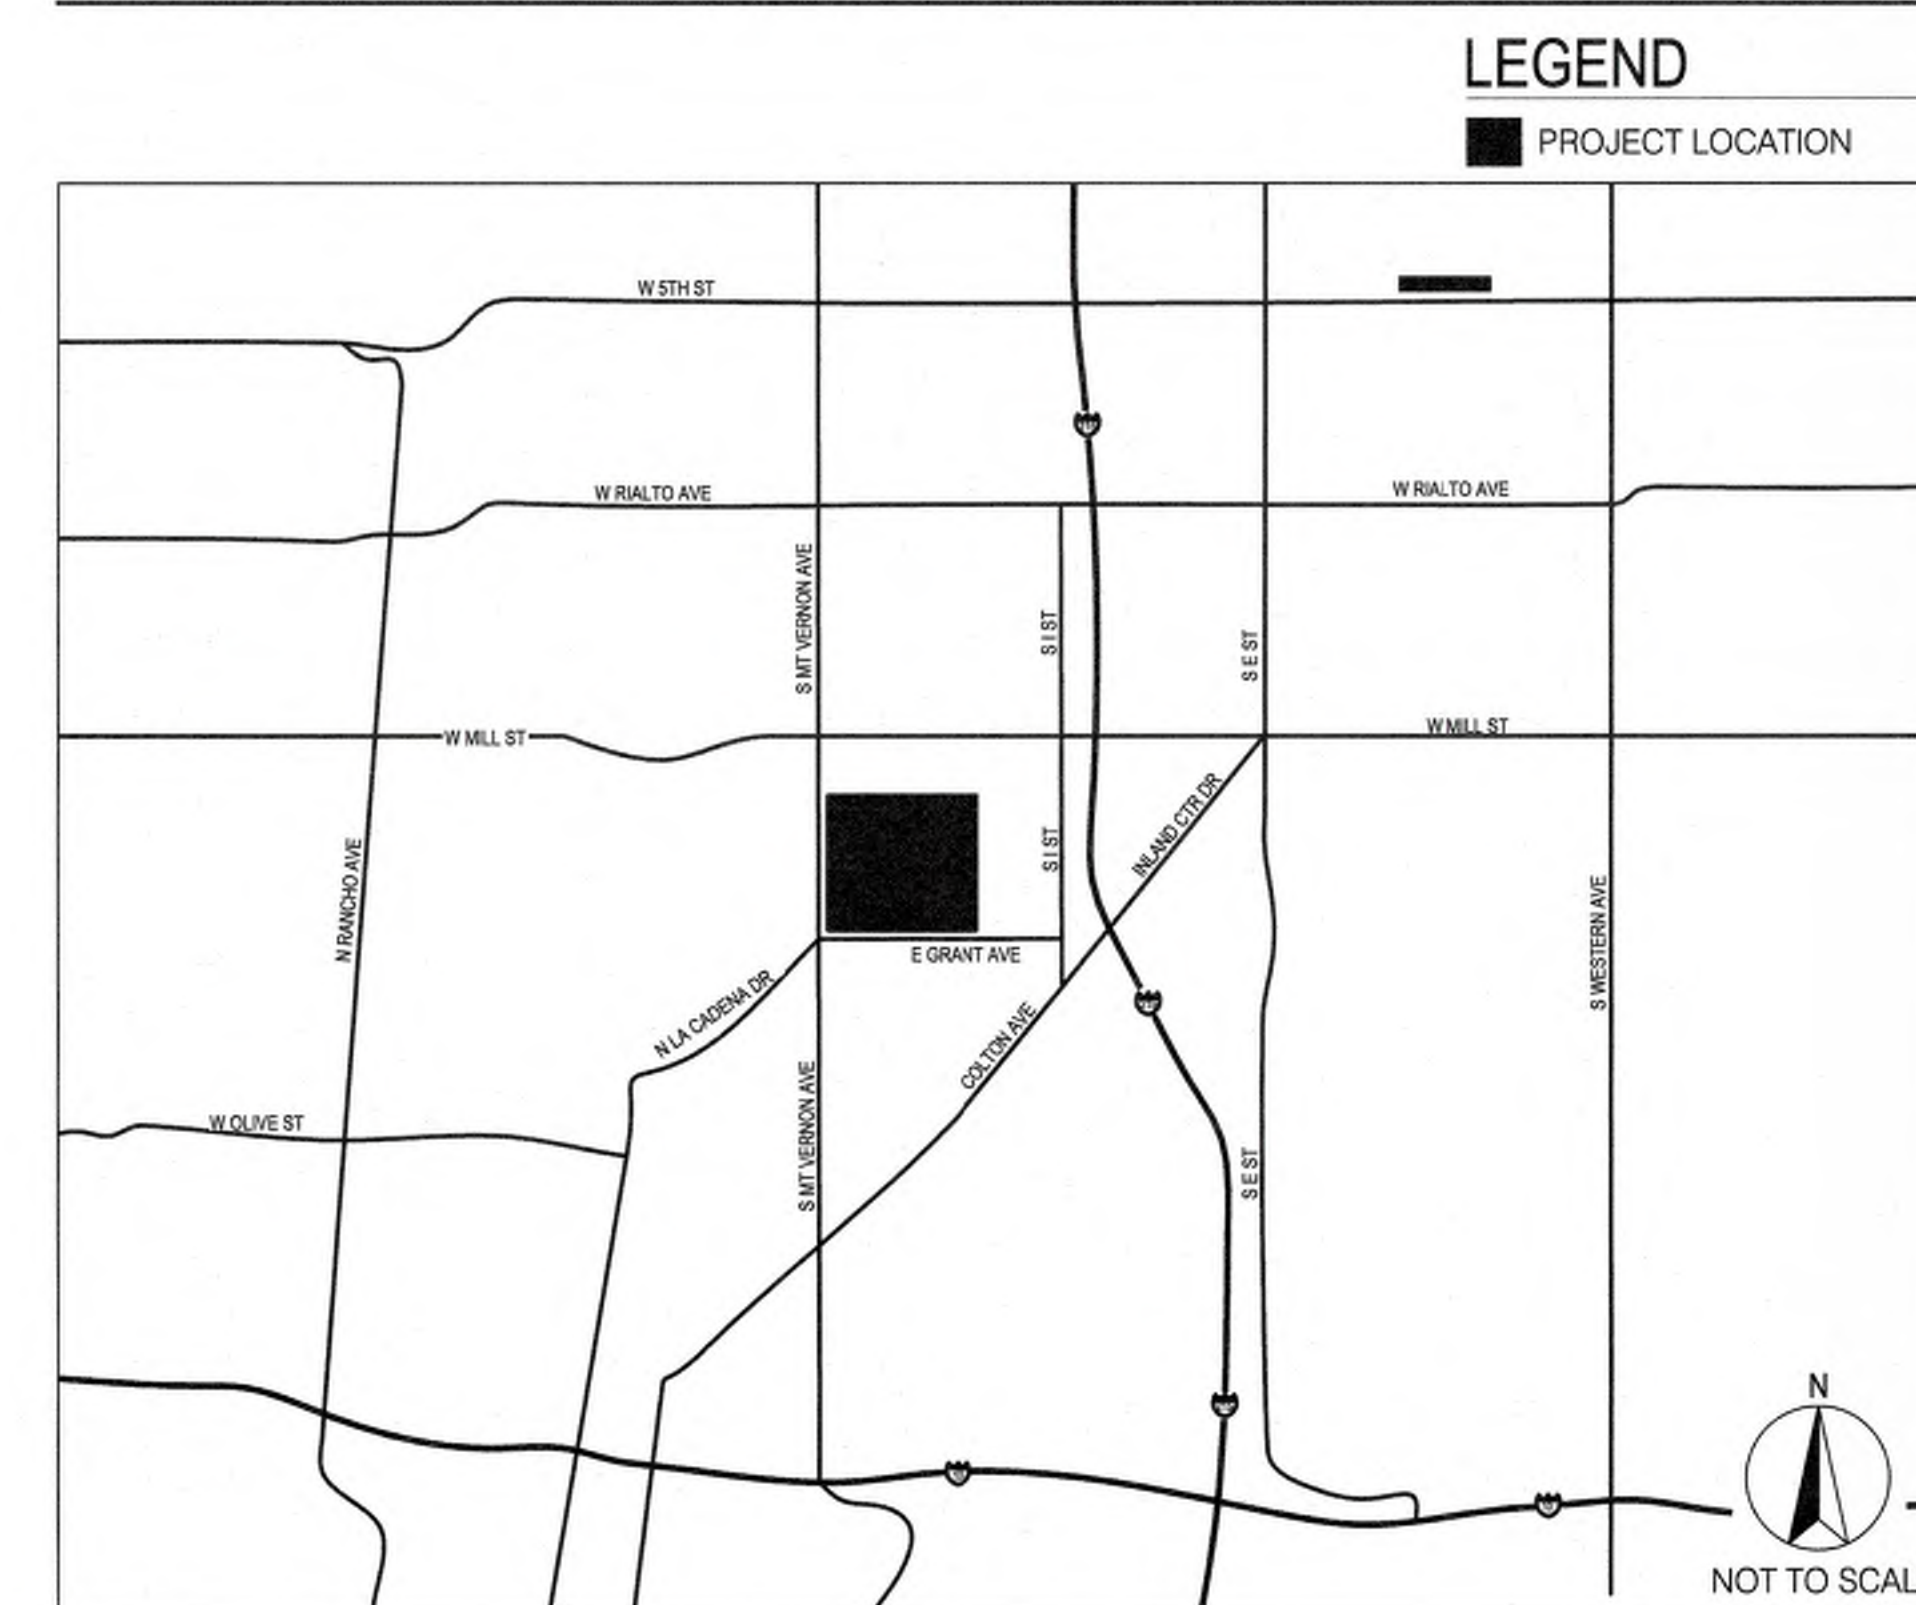 LEGEND
PROJECT LOCATION
W 5TH ST
W RIALTO AVE
W RIALTO AVE
S MT VERNON AVE
S I ST
S E ST
W MILL ST
W MILL ST
INLAND CTR DR
S I ST
N RANCHO AVE
S WESTERN AVE
E GRANT AVE
N LA CADENA DR
COLTON AVE
W OLIVE ST
S MT VERNON AVE
S E ST
N
NOT TO SCAL